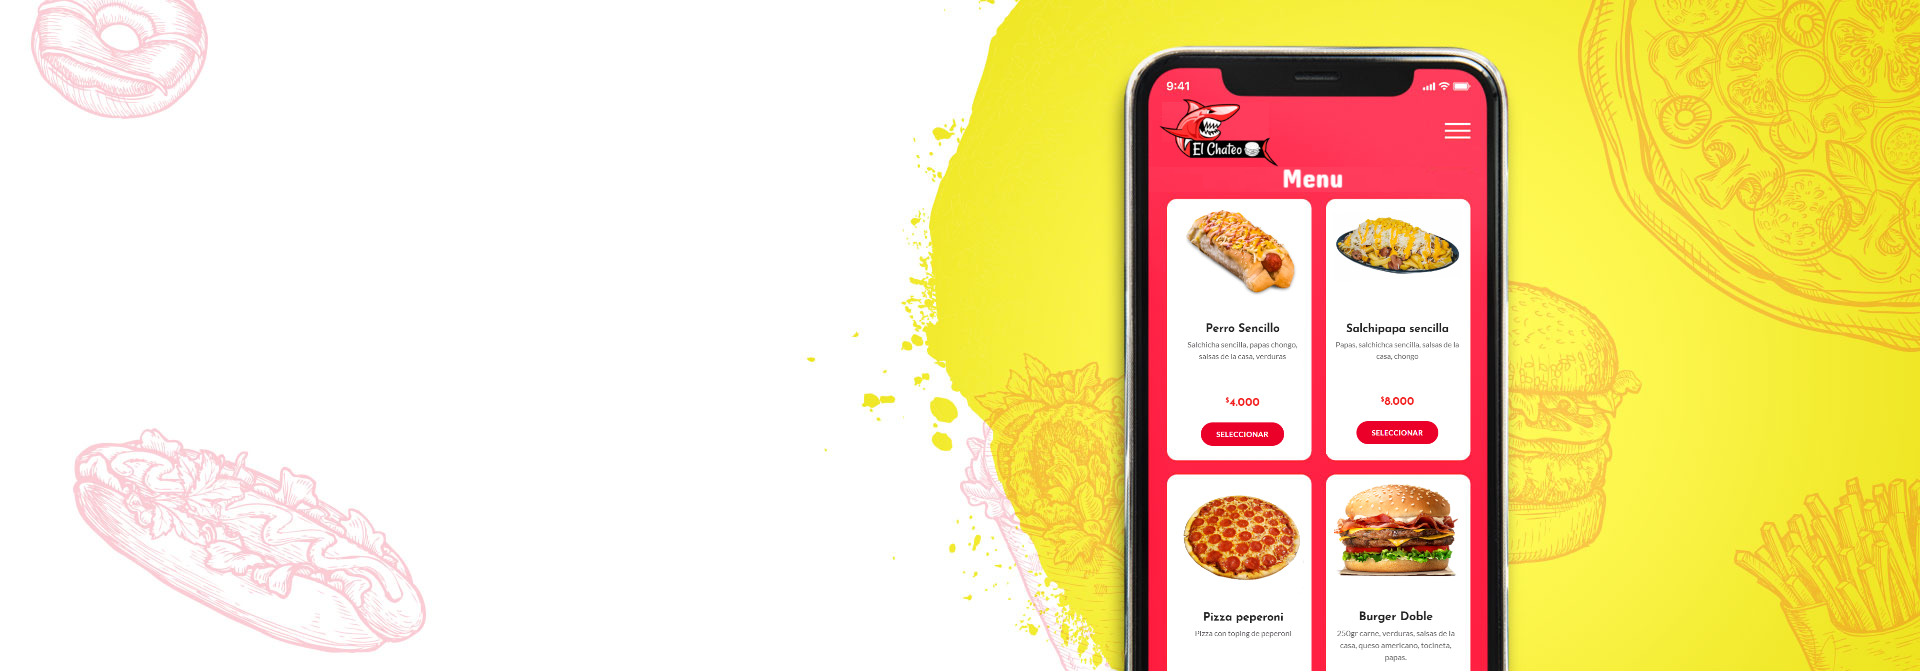 9:41
El Chateo
Menu
Perro Sencillo
Salchicha sencilla, papas chongo,
salsas de la casa, verduras
$4.000
SELECCIONAR
Salchipapa sencilla
Papas, salchichca sencilla, salsas de la
casa, chongo
$8.000
SELECCIONAR
Pizza peperoni
Pizza con toping de peperoni
Burger Doble
250gr carne, verduras, salsas de la
casa, queso americano, tocineta,
papas.